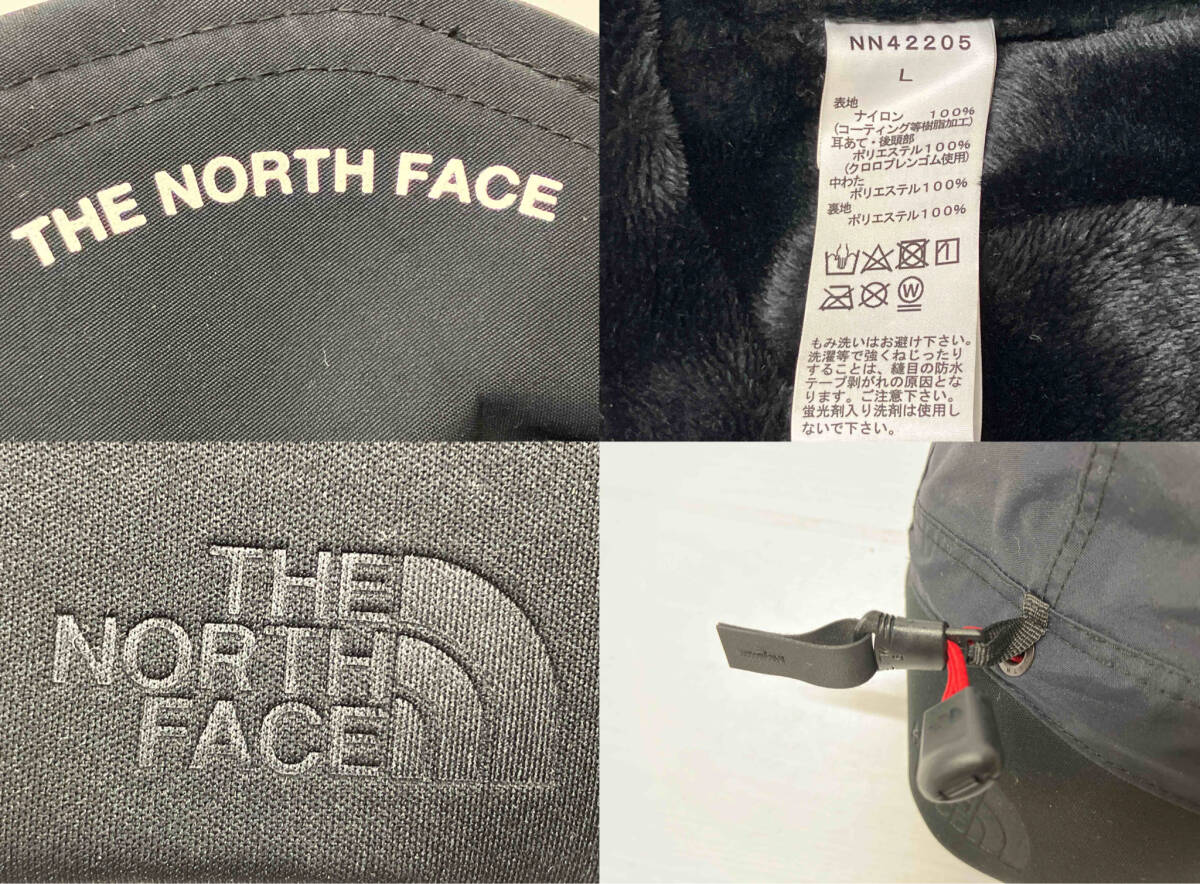 THE NORTH FACE
NN42205
L
表地
ナイロン 100%
(コーティング等樹脂加工)
耳あて・後頭部
ポリエステル100%
(クロロプレンゴム使用)
中わた
ポリエステル100%
裏地
ポリエステル100%
W
もみ洗いはお避け下さい。
洗濯等で強くねじったり
することは、縫目の防水
テープ剥がれの原因とな
ります。ご注意下さい。
蛍光剤入り洗剤は使用し
ないで下さい。
THE
NORTH
FACE